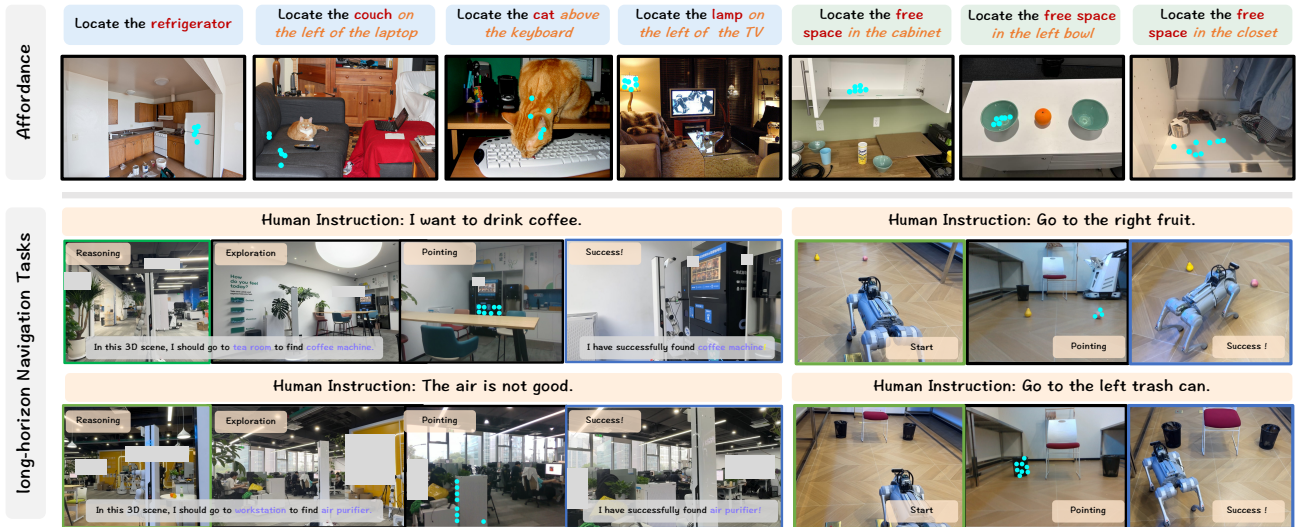 Affordance
Locate the refrigerator
Locate the couch on
the left of the laptop
Locate the cat above
the keyboard
Locate the lamp on
the left of the TV
Locate the free
space in the cabinet
Locate the free space
in the left bowl
Locate the free
space in the closet
long-horizon Navigation Tasks
Human Instruction: I want to drink coffee.
Reasoning
Exploration
How
do you feel
today?
Pointing
Success!
In this 3D scene, I should go to tea room to find coffee machine.
I have successfully found coffee machine
Human Instruction: Go to the right fruit.
Start
Pointing
Success !
Human Instruction: The air is not good.
Reasoning
Exploration
Pointing
Success!
In this 3D scene, I should go to workstation to find air purifier.
I have successfully found air purifier!
Human Instruction: Go to the left trash can.
Start
Pointing
Success !